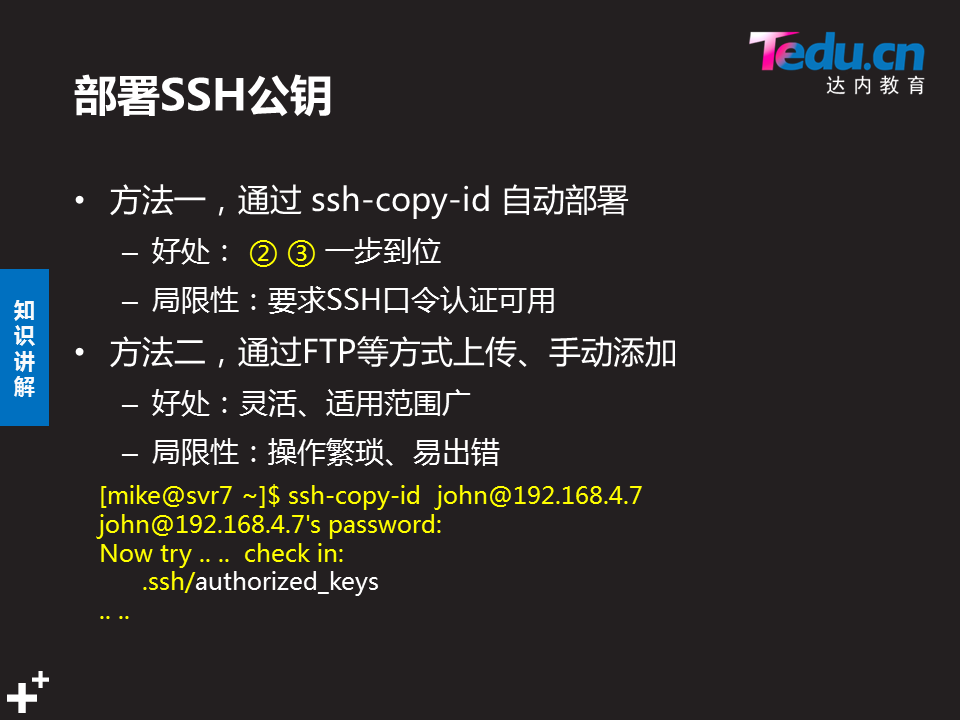 Tedu.cn
达内教育
部署SSH公钥
• 方法一，通过 ssh-copy-id 自动部署
– 好处： ② ③ 一步到位
– 局限性：要求SSH口令认证可用
• 方法二，通过FTP等方式上传、手动添加
– 好处：灵活、适用范围广
– 局限性：操作繁琐、易出错
知识讲解
[mike@svr7 ~]$ ssh-copy-id john@192.168.4.7
john@192.168.4.7's password:
Now try .. .. check in:
.ssh/authorized_keys
.. ..